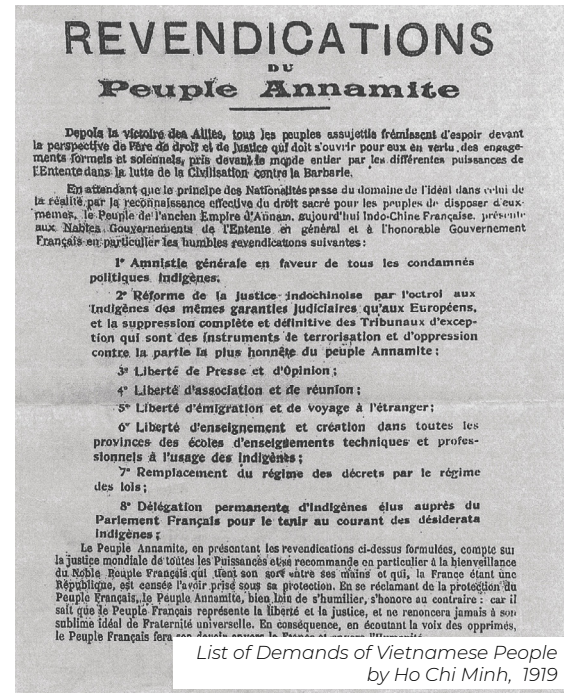 REVENDICATIONS
DU
Peuple Annamite
Depuis la victoire des Alliés, tous les peuples assujettis frémissent d'espoir devant
la perspective de l'ère de droit et de justice qui doit s'ouvrir pour eux en vertu des engage-
ments formels et solennels, pris devant le monde entier par les différentes puissances de
l'Entente dans la lutte de la Civilisation contre la Barbarie.
En attendant que le principe des Nationalités passe du domaine de l'idéal dans celui de
la réalité par la reconnaissance effective du droit sacré pour les peuples de disposer d'eux-
mêmes, le Peuple de l'ancien Empire d'Annam, aujourd'hui Indo-Chine Française, présente
aux Nobles Gouvernements de l'Entente en général et à l'honorable Gouvernement
Français en particulier les humbles revendications suivantes :
1° Amnistie générale en faveur de tous les condamnés
politiques indigènes.
2° Réforme de la justice indochinoise par l'octroi aux
Indigènes des mêmes garanties judiciaires qu'aux Européens,
et la suppression complète et définitive des Tribunaux d'excep-
tion qui sont des instruments de terrorisation et d'oppression
contre la partie la plus honnête du peuple Annamite ;
3° Liberté de Presse et d'Opinion ;
4° Liberté d'association et de réunion ;
5° Liberté d'émigration et de voyage à l'étranger ;
6° Liberté d'enseignement et création dans toutes les
provinces des écoles d'enseignements techniques et profes-
sionnels à l'usage des indigènes ;
7° Remplacement du régime des décrets par le régime
des lois ;
8° Délégation permanente d'indigènes élus auprès du
Parlement Français pour le tenir au courant des désiderata
indigènes ;
Le Peuple Annamite, en présentant les revendications ci-dessus formulées, compte sur
la justice mondiale de toutes les Puissances et se recommande en particulier à la bienveillance
du Noble Peuple Français qui tient son sort entre ses mains et qui, la France étant une
République, est censée l'avoir prise sous sa protection. En se réclamant de la protection du
Peuple Français, le Peuple Annamite, bien loin de s'humilier, s'honore au contraire : car il
sait que le Peuple Français représente la liberté et la justice, et ne renoncera jamais à son
sublime idéal de Fraternité universelle. En conséquence, en écoutant la voix des opprimés,
le Peuple Français fera
List of Demands of Vietnamese People
by Ho Chi Minh, 1919